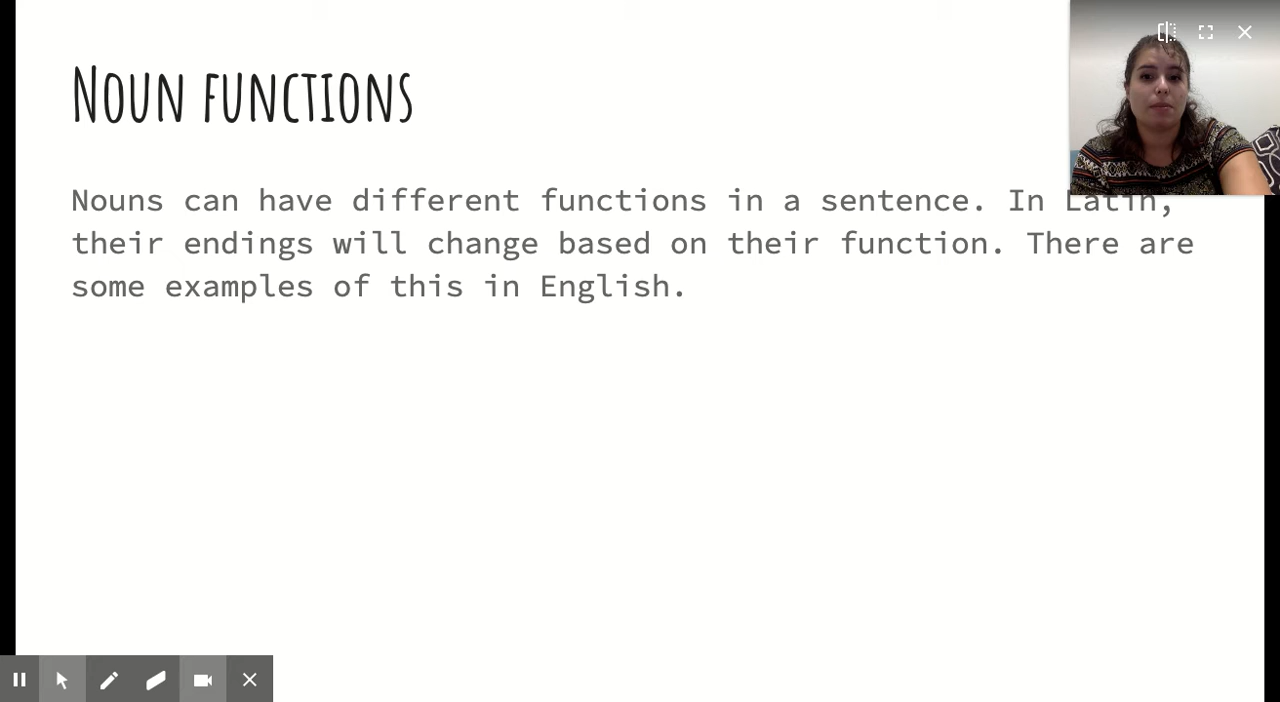 Noun functions
Nouns can have different functions in a sentence. In Latin,
their endings will change based on their function. There are
some examples of this in English.